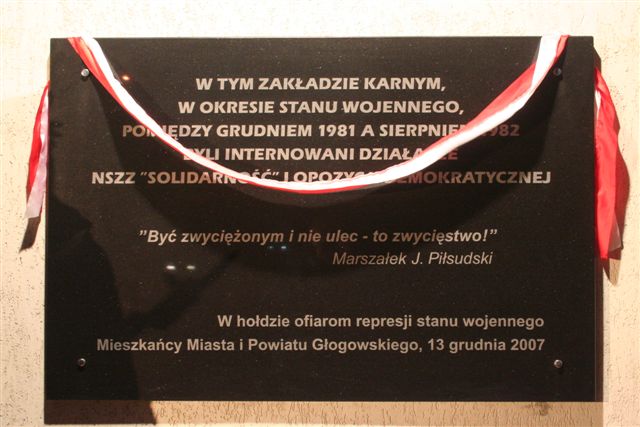 W TYM ZAKŁADZIE KARNYM,
W OKRESIE STANU WOJENNEGO,
POMIĘDZY GRUDNIEM 1981 A SIERPNIEM 1982
BYLI INTERNOWANI DZIAŁACZE
NSZZ "SOLIDARNOŚĆ" I OPOZYCJI DEMOKRATYCZNEJ
"Być zwyciężonym i nie ulec - to zwycięstwo!"
Marszałek J. Piłsudski
W hołdzie ofiarom represji stanu wojennego
Mieszkańcy Miasta i Powiatu Głogowskiego, 13 grudnia 2007